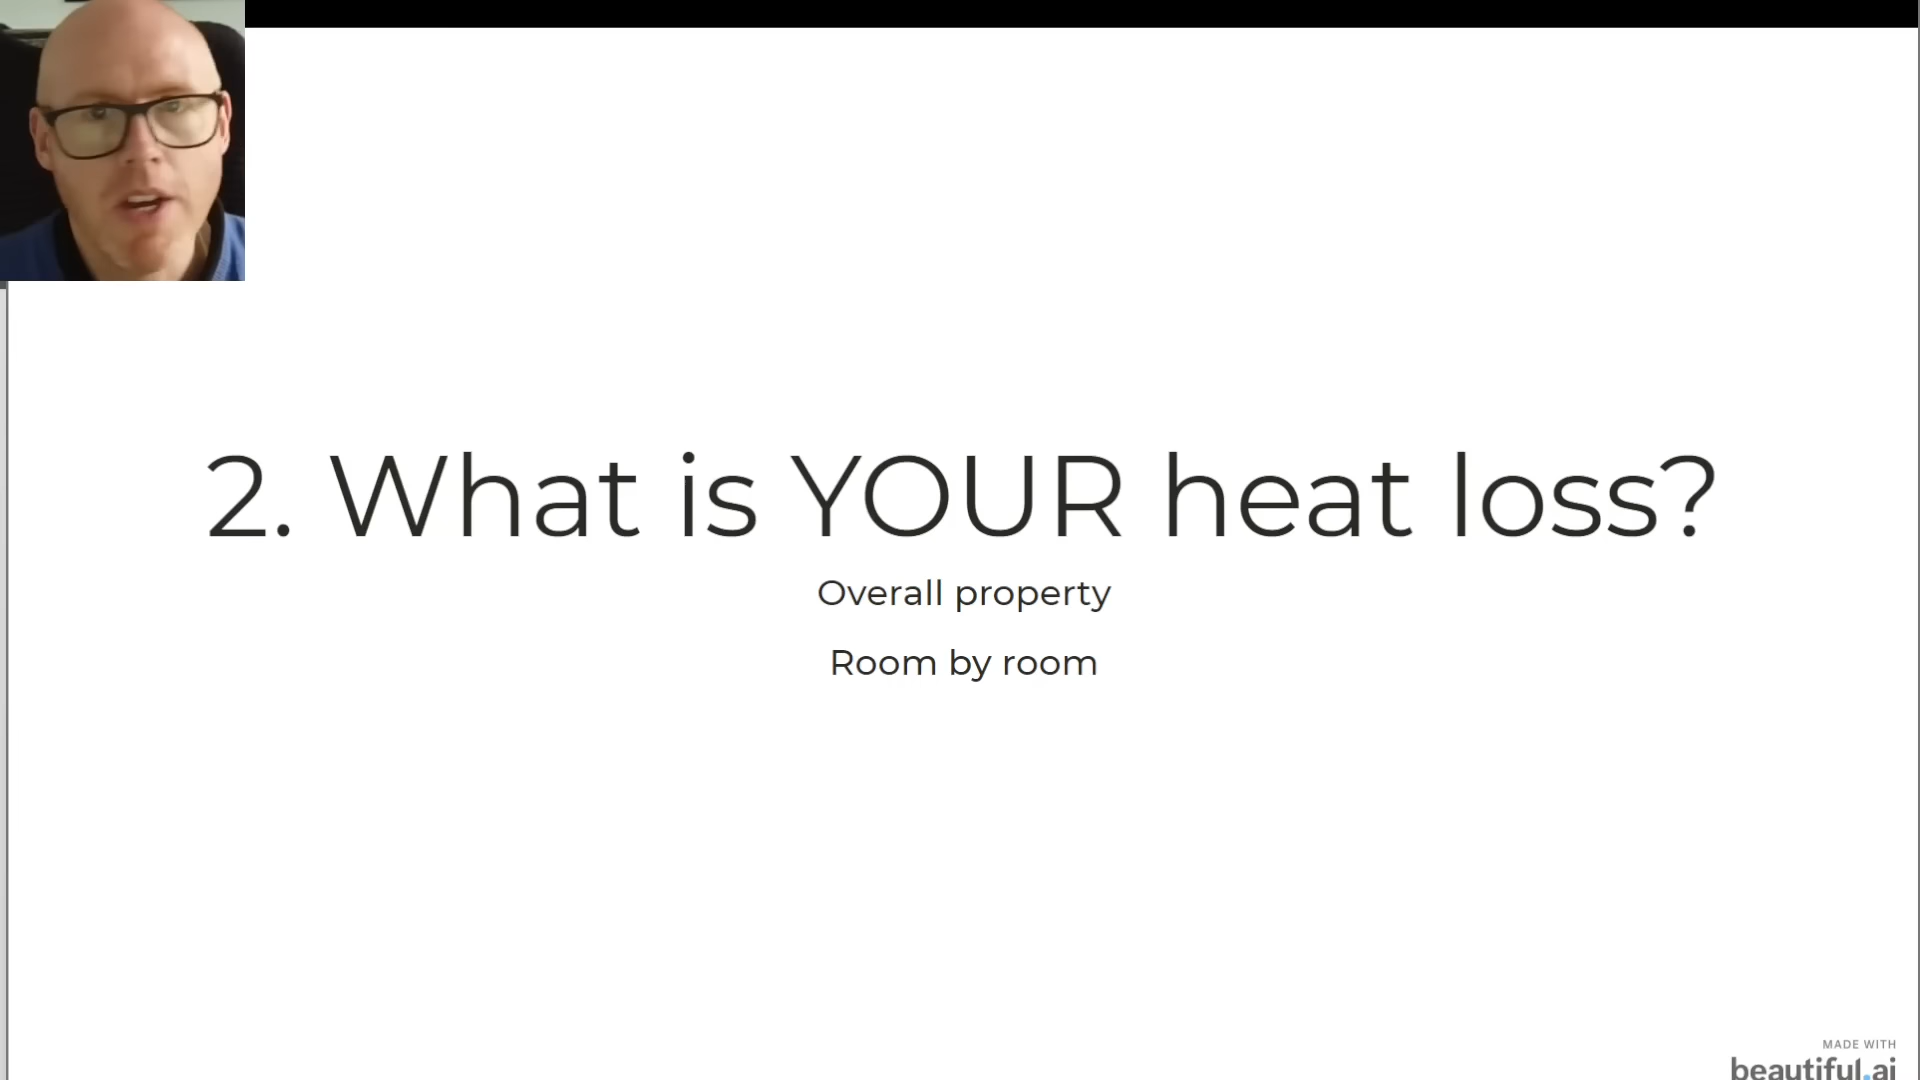 2. What is YOUR heat loss?
Overall property
Room by room
MADE WITH
beautiful.ai